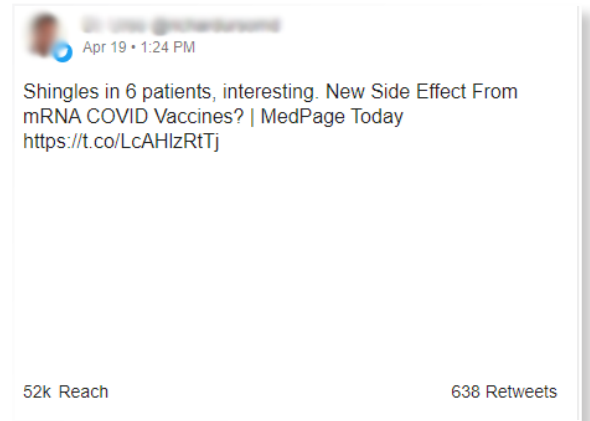 Apr 19 • 1:24 PM
Shingles in 6 patients, interesting. New Side Effect From
mRNA COVID Vaccines? | MedPage Today
https://t.co/LcAHIzRtTj
52k Reach
638 Retweets